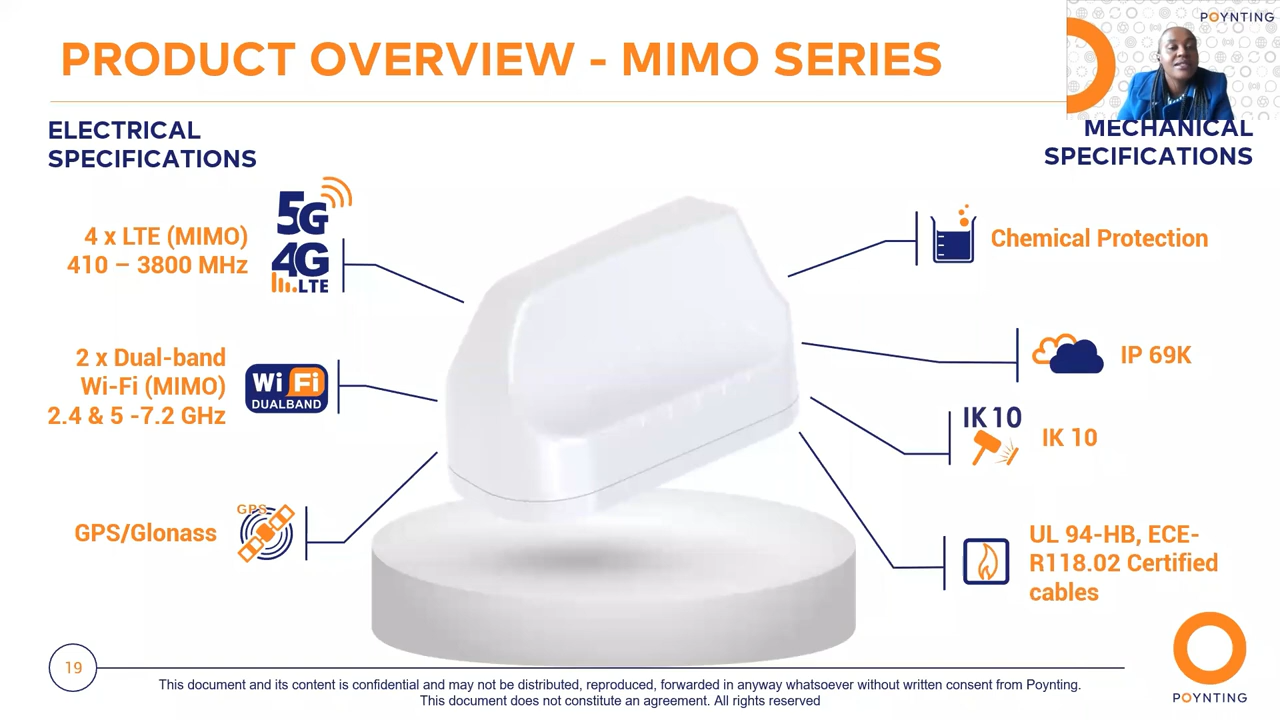 POYNTING
PRODUCT OVERVIEW - MIMO SERIES
ELECTRICAL
SPECIFICATIONS
MECHANICAL
SPECIFICATIONS
5G
4G
LTE
4 x LTE (MIMO)
410 – 3800 MHz
2 x Dual-band
Wi-Fi (MIMO)
2.4 & 5 -7.2 GHz
Wi Fi
DUALBAND
GPS/Glonass
GPS
Chemical Protection
IP 69K
IK 10
IK 10
UL 94-HB, ECE-
R118.02 Certified
cables
19
This document and its content is confidential and may not be distributed, reproduced, forwarded in anyway whatsoever without written consent from Poynting.
This document does not constitute an agreement. All rights reserved
POYNTING